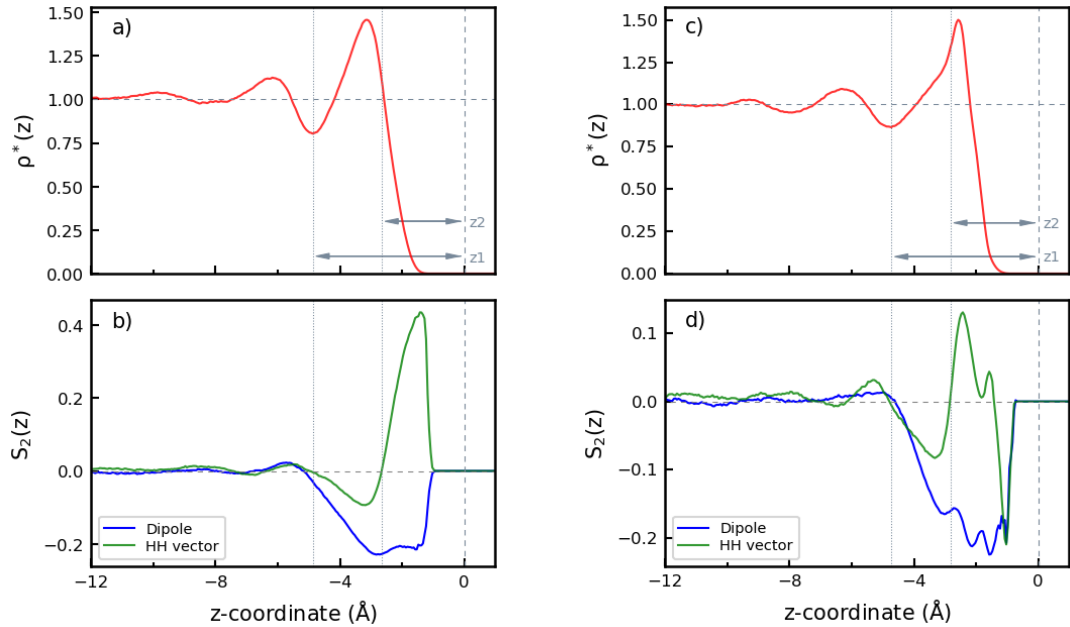 a)
1.50
1.25
1.00
0.75
0.50
0.25
0.00
ρ*(z)
z2
z1
b)
0.4
0.2
0.0
−0.2
S₂(z)
Dipole
HH vector
−12
−8
−4
0
z-coordinate (Å)
c)
1.50
1.25
1.00
0.75
0.50
0.25
0.00
ρ*(z)
z2
z1
d)
0.1
0.0
−0.1
−0.2
S₂(z)
Dipole
HH vector
−12
−8
−4
0
z-coordinate (Å)